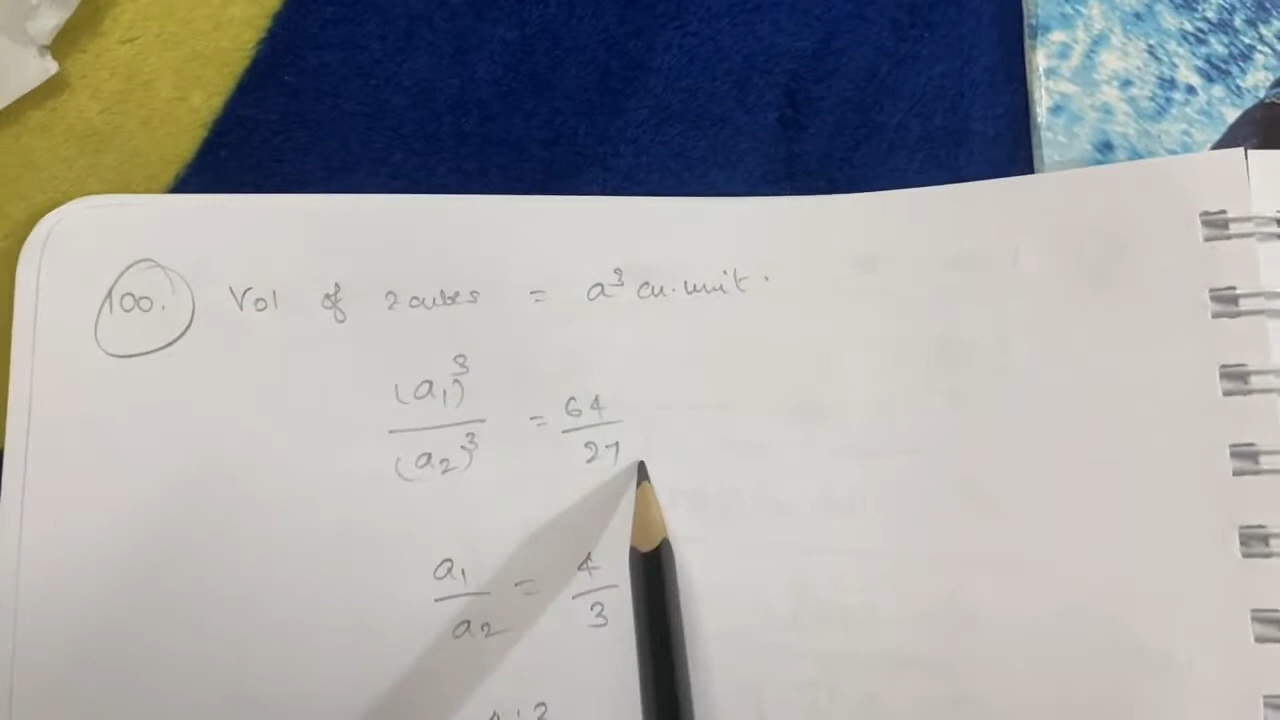 100. Vol of 2 cubes = a³ cu.unit.
(a₁)³/(a₂)³ = 64/27
a₁/a₂ = 4/3